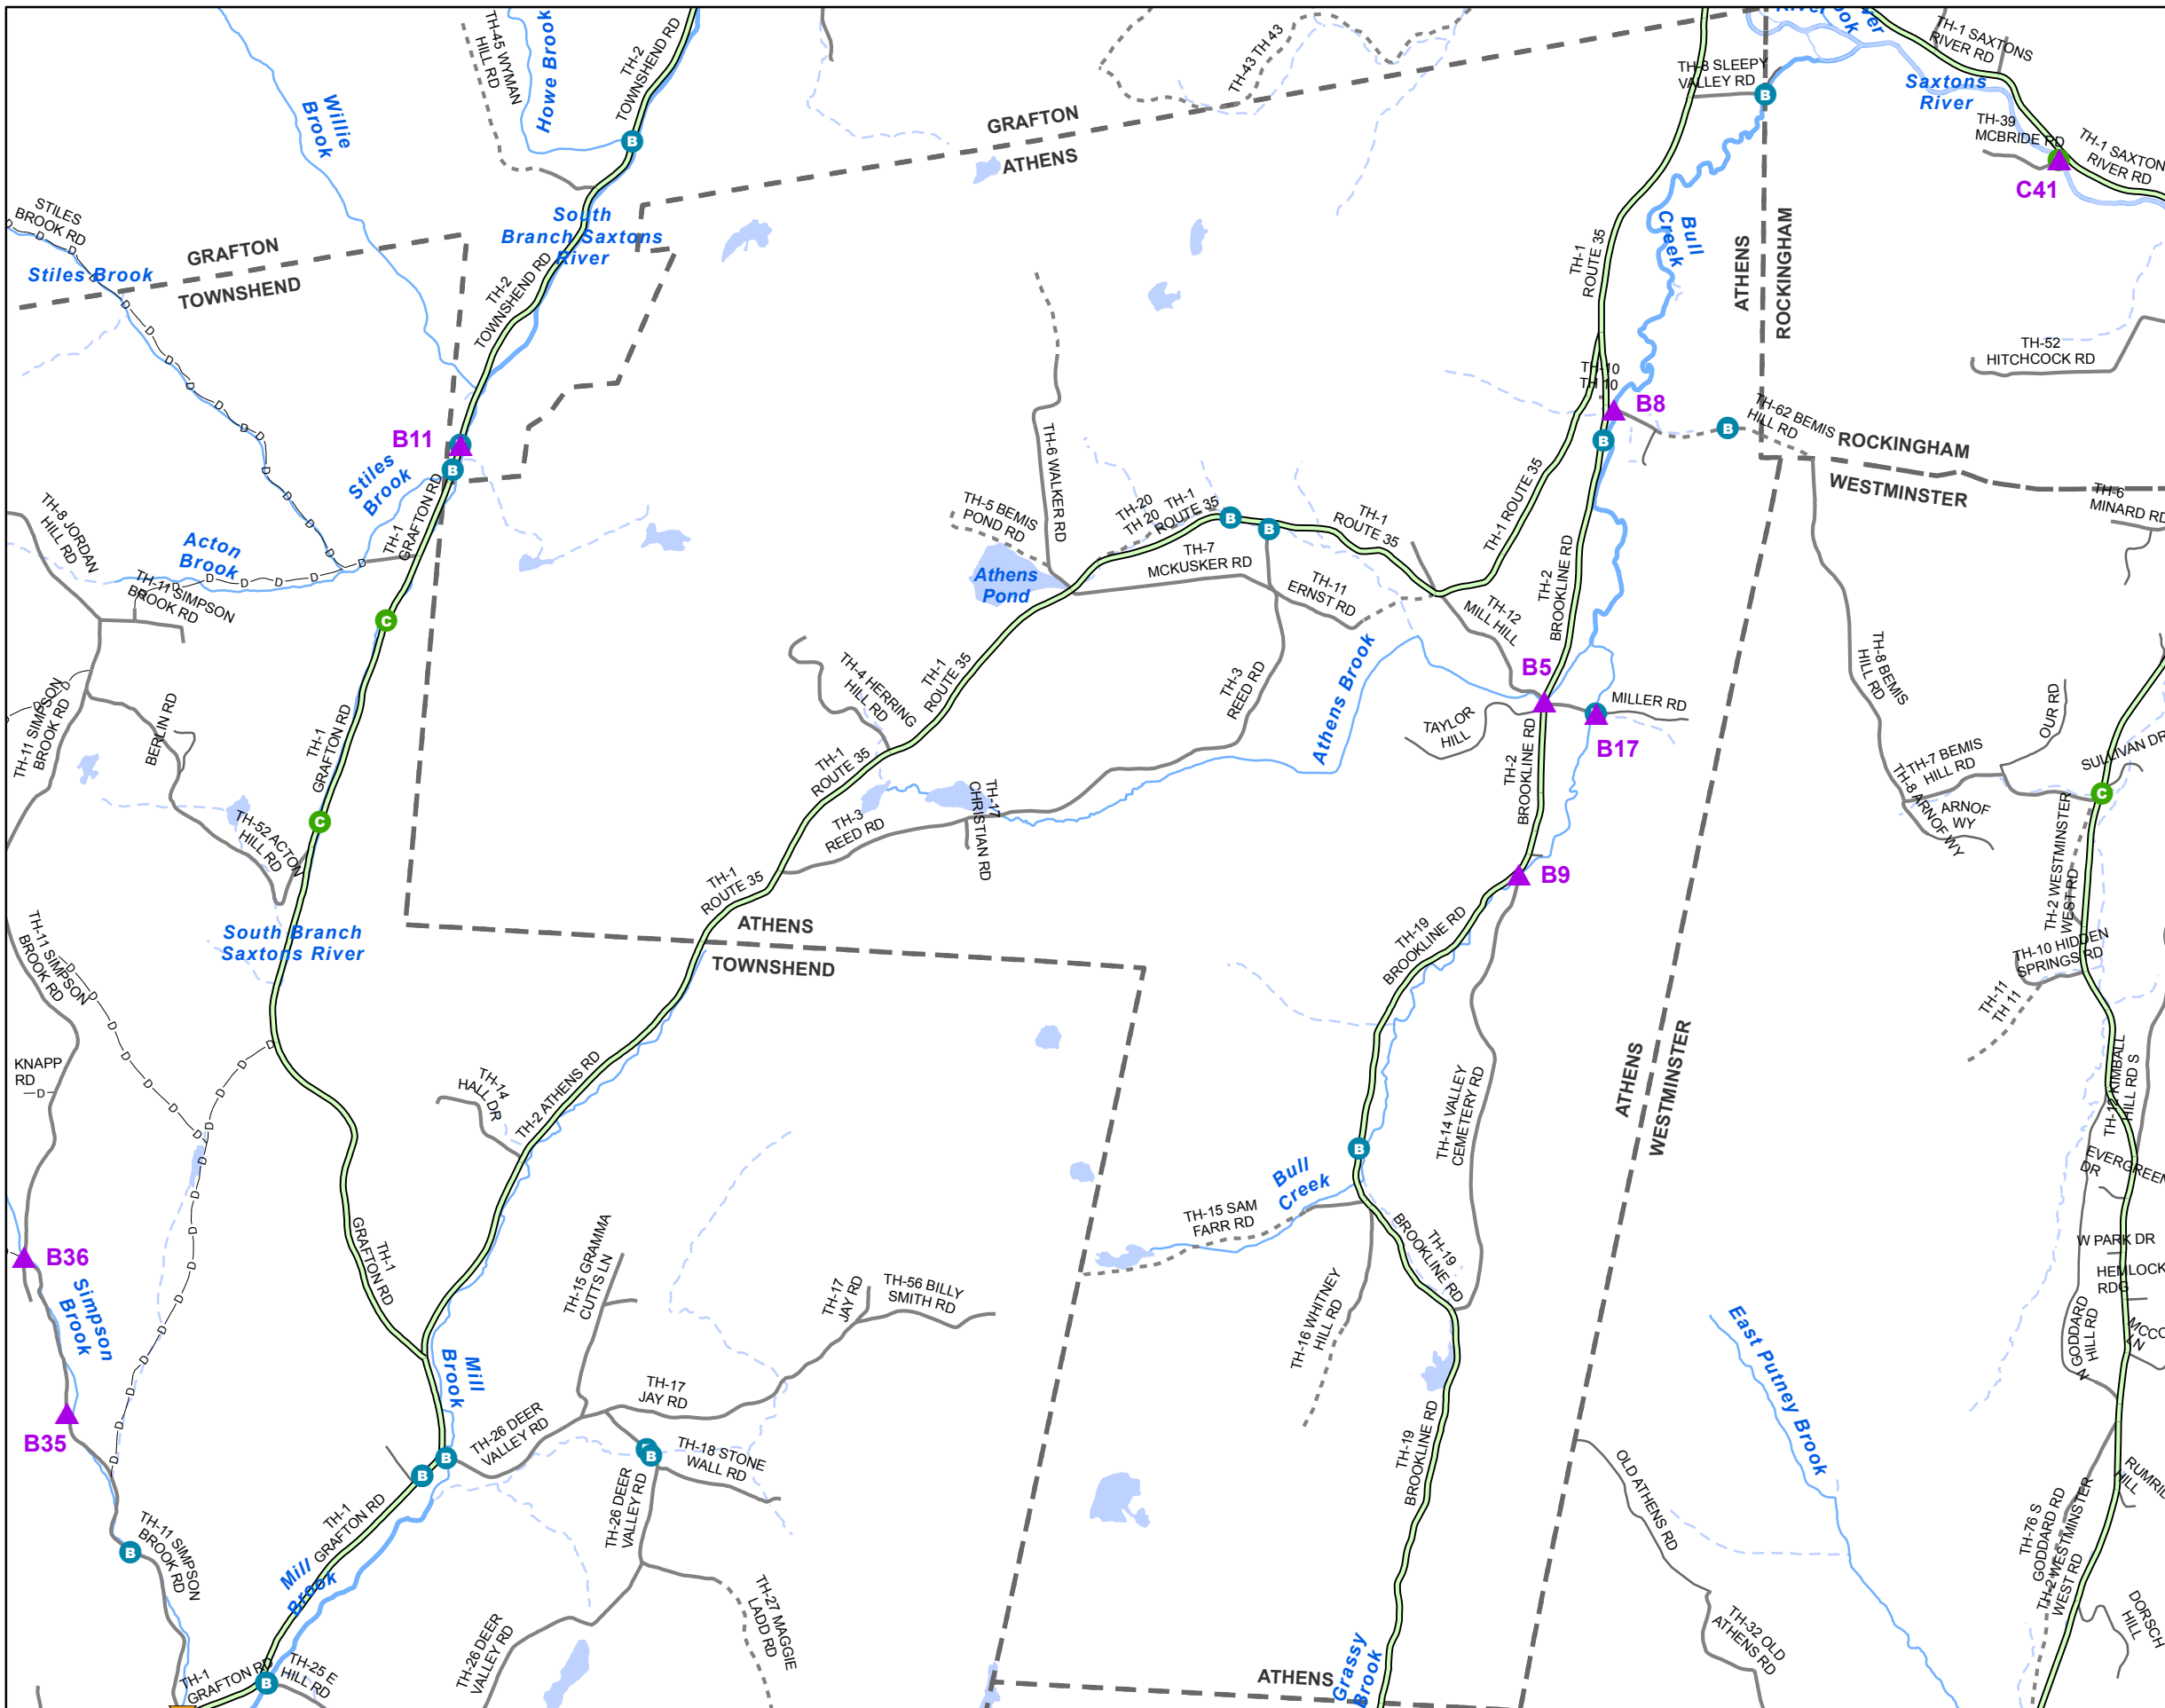 TH-45 WYMAN
HILL RD
Howe Brook
TH-2
TOWNSHEND RD
TH-43 TH 43
TH-8 SLEEPY
VALLEY RD
B
TH-1 SAXTONS
RIVER RD
Saxtons
River
TH-39
MCBRIDE RD
TH-1 SAXTON
RIVER RD
C41
Willie
Brook
B
GRAFTON
ATHENS
STILES
BROOK RD
Stiles Brook
GRAFTON
TOWNSHEND
South
Branch Saxtons
River
TH-2
TOWNSHEND RD
TH-1
ROUTE 35
Bull
Creek
ATHENS
ROCKINGHAM
TH-52
HITCHCOCK RD
TH-10
TH 10
B8
B
B
TH-62 BEMIS
HILL RD
ROCKINGHAM
WESTMINSTER
TH-6
MINARD RD
B11
B
Stiles
Brook
TH-1
GRAFTON RD
TH-8 JORDAN
HILL RD
Acton
Brook
TH-11 SIMPSON
BROOK RD
C
TH-6 WALKER RD
TH-5 BEMIS
POND RD
TH-20
TH 20
TH-1
ROUTE 35
B
B
TH-1
ROUTE 35
TH-1 ROUTE 35
TH-7
MCKUSKER RD
Athens
Pond
TH-11
ERNST RD
TH-12
MILL HILL
TH-2
BROOKLINE RD
TH-8 BEMIS
HILL RD
TH-4 HERRING
HILL RD
TH-1
ROUTE 35
TH-3
REED RD
Athens Brook
B5
TAYLOR
HILL
MILLER RD
B17
OUR RD
SULLIVAN DR
TH-11 SIMPSON
BROOK RD
BERLIN RD
TH-1
GRAFTON RD
C
TH-52 ACTON
HILL RD
TH-1
ROUTE 35
TH-3
REED RD
TH-17
CHRISTIAN RD
TH-2
BROOKLINE RD
TH-7 BEMIS
HILL RD
TH-8 ARNOF WY
ARNOF
WY
C
TH-2 WESTMINSTER
WEST RD
B9
TH-1
ROUTE 35
ATHENS
TOWNSHEND
South Branch
Saxtons River
TH-11 SIMPSON
BROOK RD
TH-19
BROOKLINE RD
TH-10 HIDDEN
SPRINGS RD
TH-11
TH 11
KNAPP
RD
TH-14
HALL DR
TH-2 ATHENS RD
TH-14 VALLEY
CEMETERY RD
ATHENS
WESTMINSTER
TH-12 KIMBALL
HILL RD S
B
Bull
Creek
TH-15 SAM
FARR RD
EVERGREEN
DR
B36
Simpson
Brook
TH-1
GRAFTON RD
TH-15 GRAMMA
CUTTS LN
TH-17
JAY RD
TH-56 BILLY
SMITH RD
TH-19
BROOKLINE RD
TH-16 WHITNEY
HILL RD
W PARK DR
HEMLOCK
RDG
N GODDARD
HILL RD
LN
Mill
Brook
East Putney Brook
B35
TH-26 DEER
VALLEY RD
TH-17
JAY RD
B
B
B
TH-18 STONE
WALL RD
TH-26 DEER
VALLEY RD
TH-19
BROOKLINE RD
OLD ATHENS RD
TH-76 S
GODDARD RD
TH-2 WESTMINSTER
WEST RD
HILL
TH-1
GRAFTON RD
B
TH-11 SIMPSON
BROOK RD
Mill
Brook
TH-27 MAGGIE
LADD RD
TH-26 DEER
VALLEY RD
TH-32 OLD
ATHENS RD
DORSCH
HILL
Grassy
Brook
ATHENS
TH-1
GRAFTON RD
B
TH-25 E
HILL RD